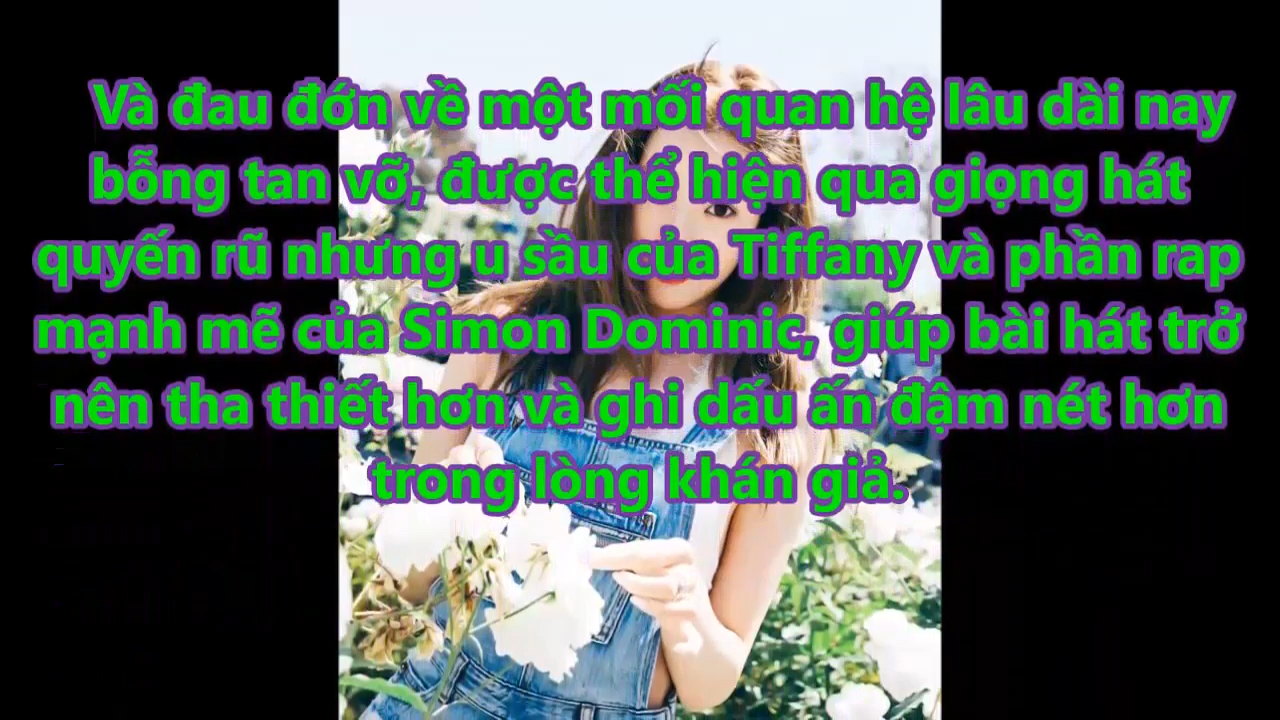 Và đau đớn về một mối quan hệ lâu dài nay
bỗng tan vỡ, được thể hiện qua giọng hát
quyến rũ nhưng u sầu của Tiffany và phần rap
mạnh mẽ của Simon Dominic, giúp bài hát trở
nên tha thiết hơn và ghi dấu ấn đậm nét hơn
trong lòng khán giả.